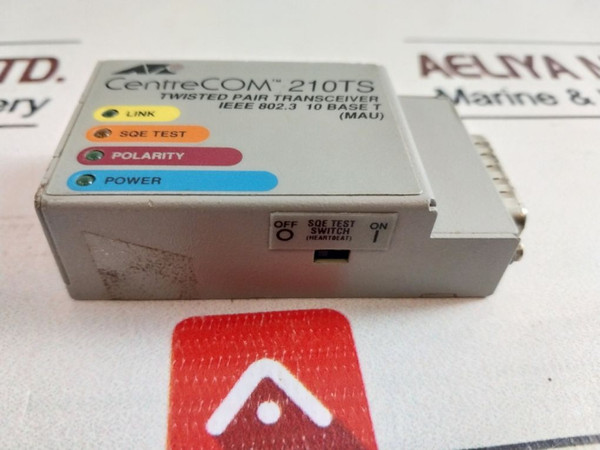 TD.
ery
AELIYA M
Marine &
CentreCOM™ 210TS
TWISTED PAIR TRANSCEIVER
IEEE 802.3 10 BASE T
(MAU)
LINK
SQE TEST
POLARITY
POWER
OFF SQE TEST ON
O SWITCH I
(HEARTBEAT)